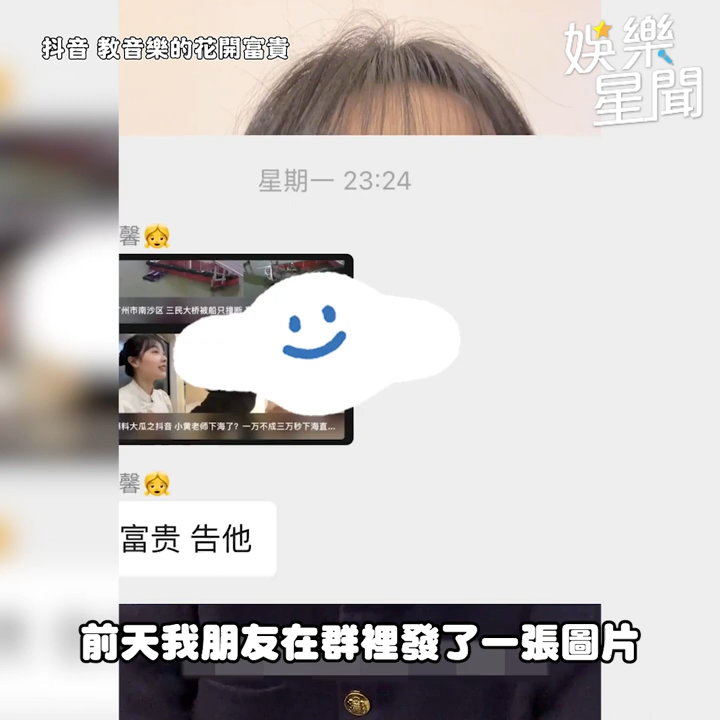 抖音 教音樂的花開富貴
娛樂
星聞
星期一 23:24
馨
州市南沙区 三民大桥被船只撞断
料大瓜之抖音 小黄老师下海了？一万不成三万秒下海直...
馨
富贵 告他
前天我朋友在群裡發了一張圖片